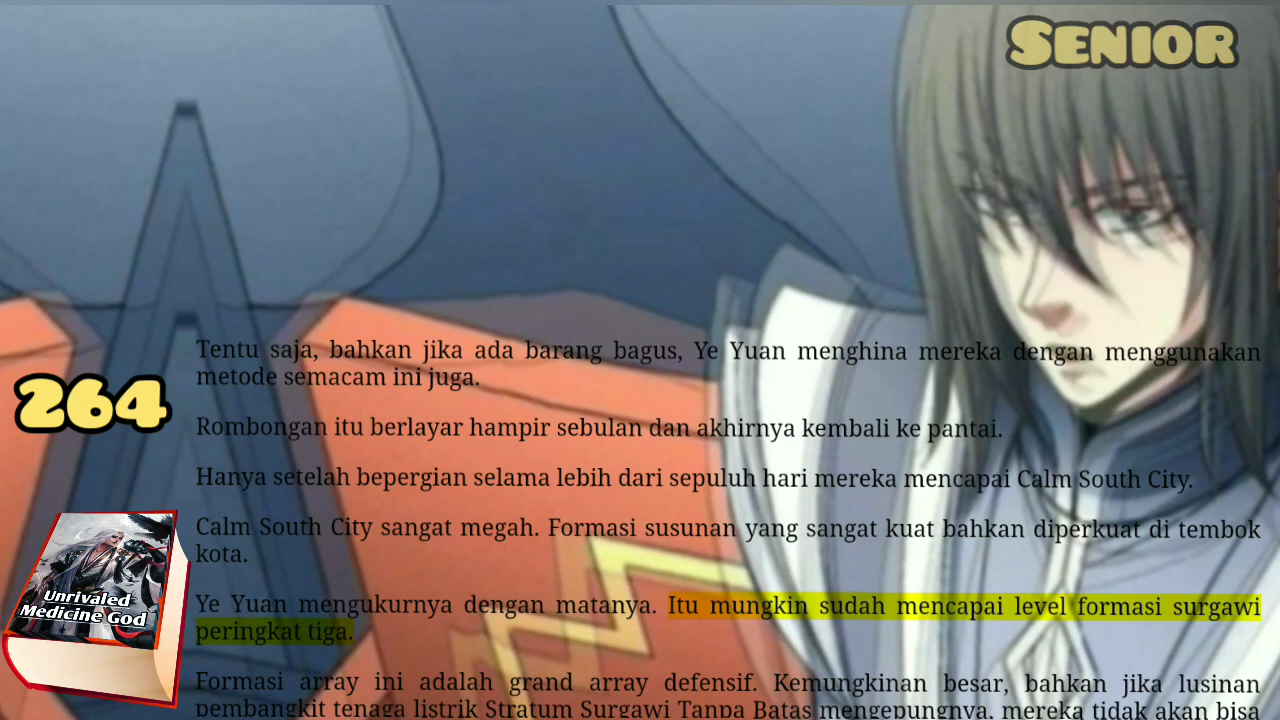 SENIOR
Tentu saja, bahkan jika ada barang bagus, Ye Yuan menghina mereka dengan menggunakan
metode semacam ini juga.
264
Rombongan itu berlayar hampir sebulan dan akhirnya kembali ke pantai.
Hanya setelah bepergian selama lebih dari sepuluh hari mereka mencapai Calm South City.
Calm South City sangat megah. Formasi susunan yang sangat kuat bahkan diperkuat di tembok
kota.
Unrivaled
Medicine God
Ye Yuan mengukurnya dengan matanya. Itu mungkin sudah mencapai level formasi surgawi
peringkat tiga.
Formasi array ini adalah grand array defensif. Kemungkinan besar, bahkan jika lusinan
pembangkit tenaga listrik Stratum Surgawi Tanpa Batas mengepungnya, mereka tidak akan bisa